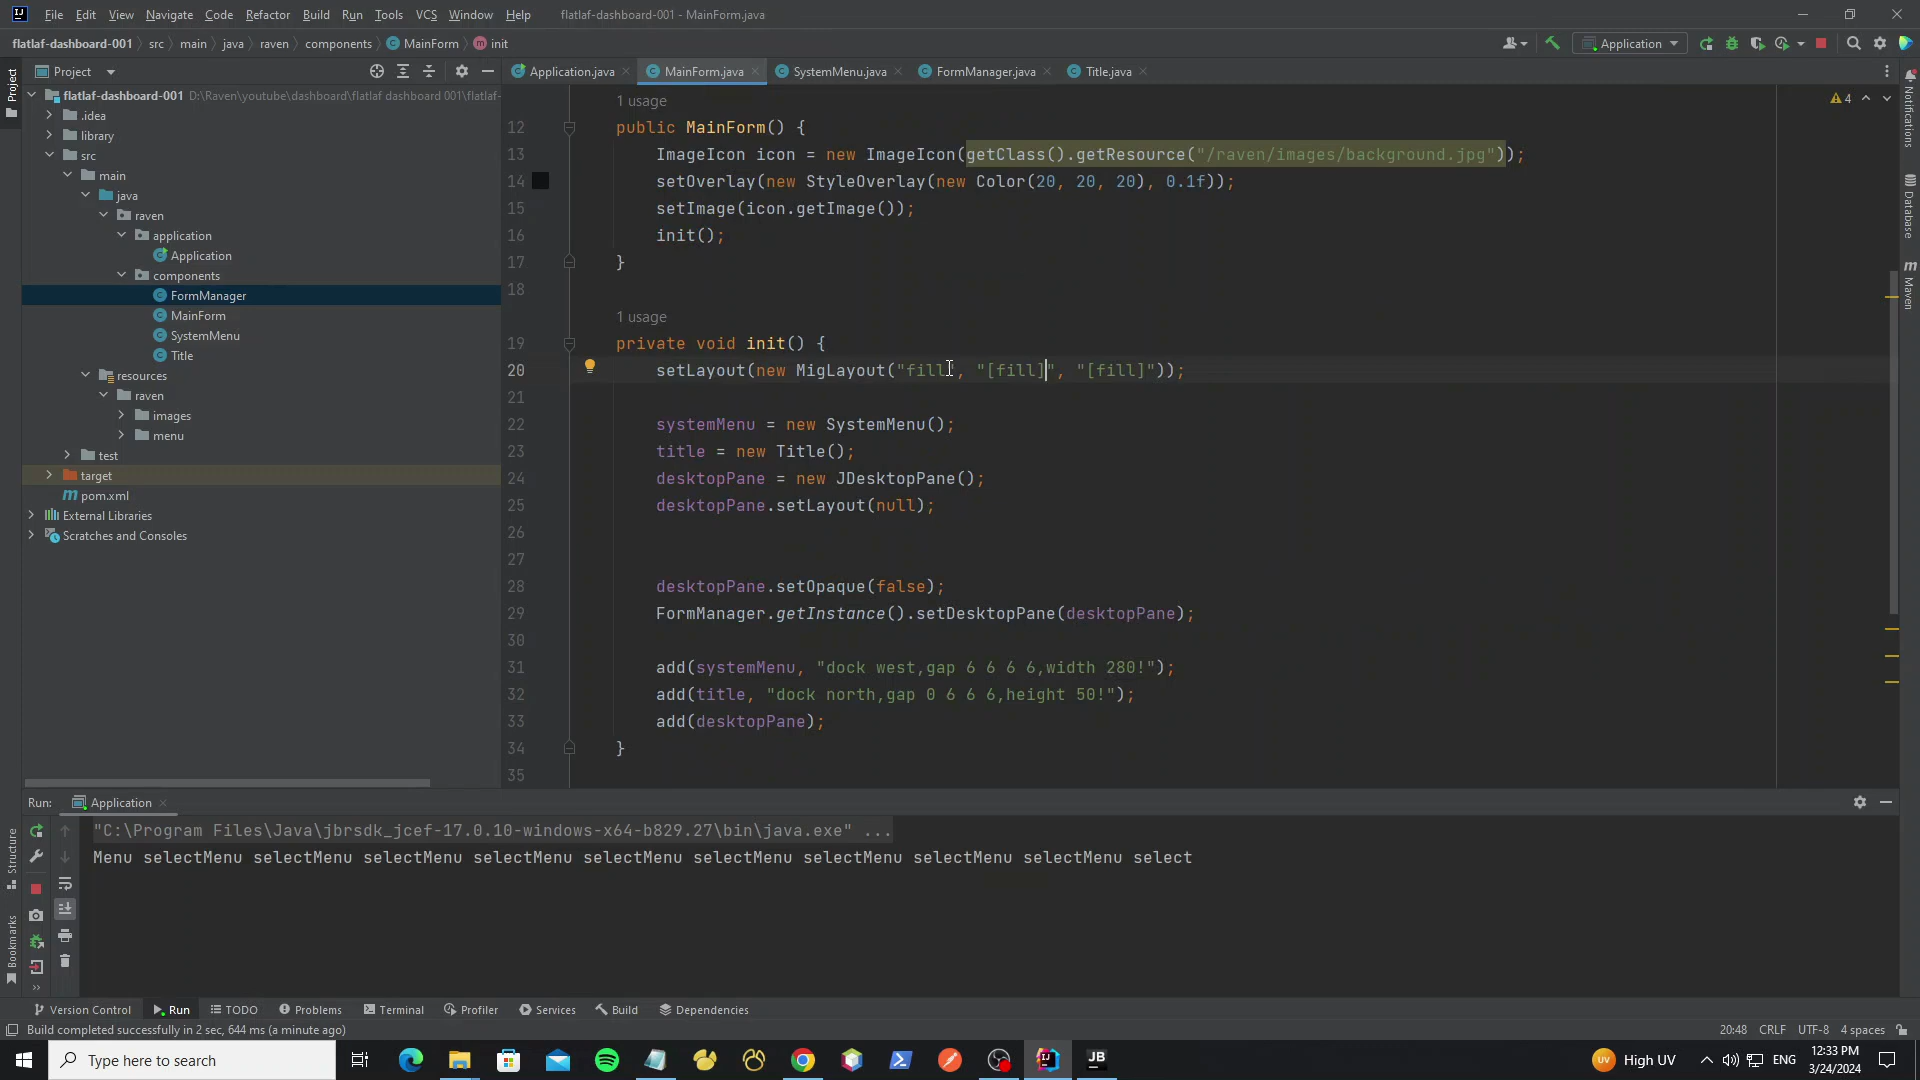 File Edit View Navigate Code Refactor Build Run Tools VCS Window Help flatlaf-dashboard-001 - MainForm.java
flatlaf-dashboard-001 src main java raven components MainForm init Application
Project Application.java MainForm.java SystemMenu.java FormManager.java Title.java
Project
Structure
Bookmarks
Notifications
Database
Maven
flatlaf-dashboard-001 D:\Raven\youtube\dashboard\flatlaf dashboard 001\flatlaf-
.idea
library
src
main
java
raven
application
Application
components
FormManager
MainForm
SystemMenu
Title
resources
raven
images
menu
test
target
pom.xml
External Libraries
Scratches and Consoles
4
1 usage
12 public MainForm() {
13 ImageIcon icon = new ImageIcon(getClass().getResource("/raven/images/background.jpg"));
14 setOverlay(new StyleOverlay(new Color(20, 20, 20), 0.1f));
15 setImage(icon.getImage());
16 init();
17 }
18
1 usage
19 private void init() {
20 setLayout(new MigLayout("fill", "[fill]", "[fill]"));
21
22 systemMenu = new SystemMenu();
23 title = new Title();
24 desktopPane = new JDesktopPane();
25 desktopPane.setLayout(null);
26
27
28 desktopPane.setOpaque(false);
29 FormManager.getInstance().setDesktopPane(desktopPane);
30
31 add(systemMenu, "dock west,gap 6 6 6 6,width 280!");
32 add(title, "dock north,gap 0 6 6 6,height 50!");
33 add(desktopPane);
34 }
35
Run: Application
"C:\Program Files\Java\jbrsdk_jcef-17.0.10-windows-x64-b829.27\bin\java.exe" ...
Menu selectMenu selectMenu selectMenu selectMenu selectMenu selectMenu selectMenu selectMenu selectMenu select
Version Control Run TODO Problems Terminal Profiler Services Build Dependencies
Build completed successfully in 2 sec, 644 ms (a minute ago) 20:48 CRLF UTF-8 4 spaces
Type here to search JB UV High UV ENG 12:33 PM
3/24/2024